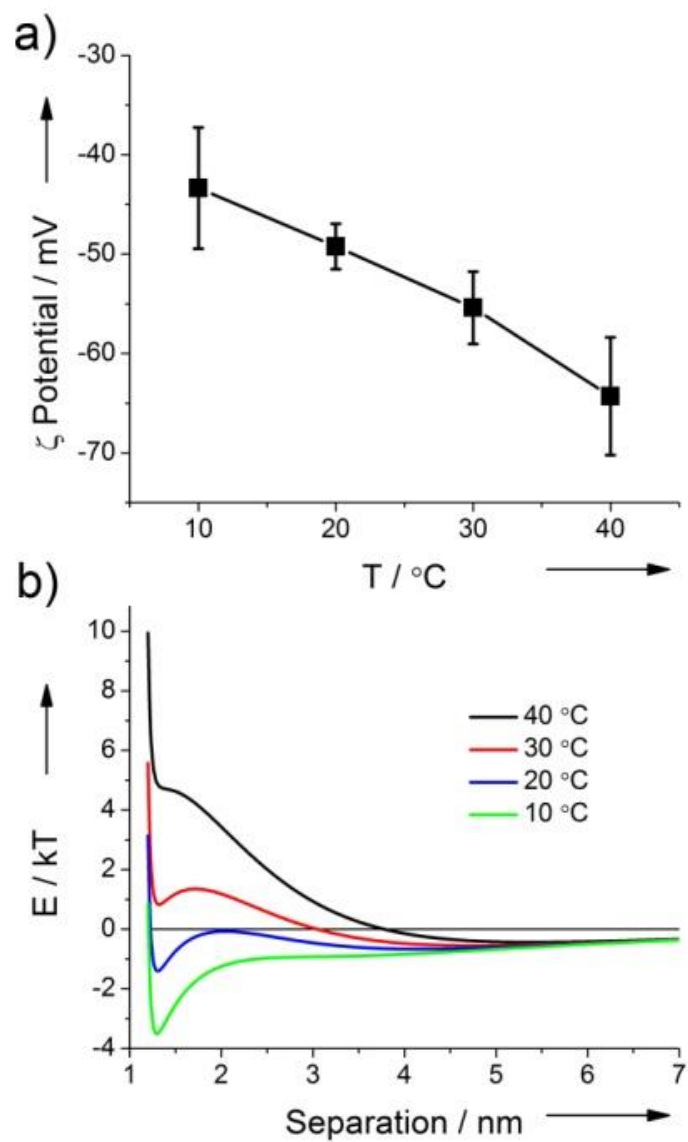 a)
-30
-40
-50
-60
-70
ζ Potential / mV
10 20 30 40
T / °C
b)
10
8
6
4
2
0
-2
-4
E / kT
40 °C
30 °C
20 °C
10 °C
1 2 3 4 5 6 7
Separation / nm